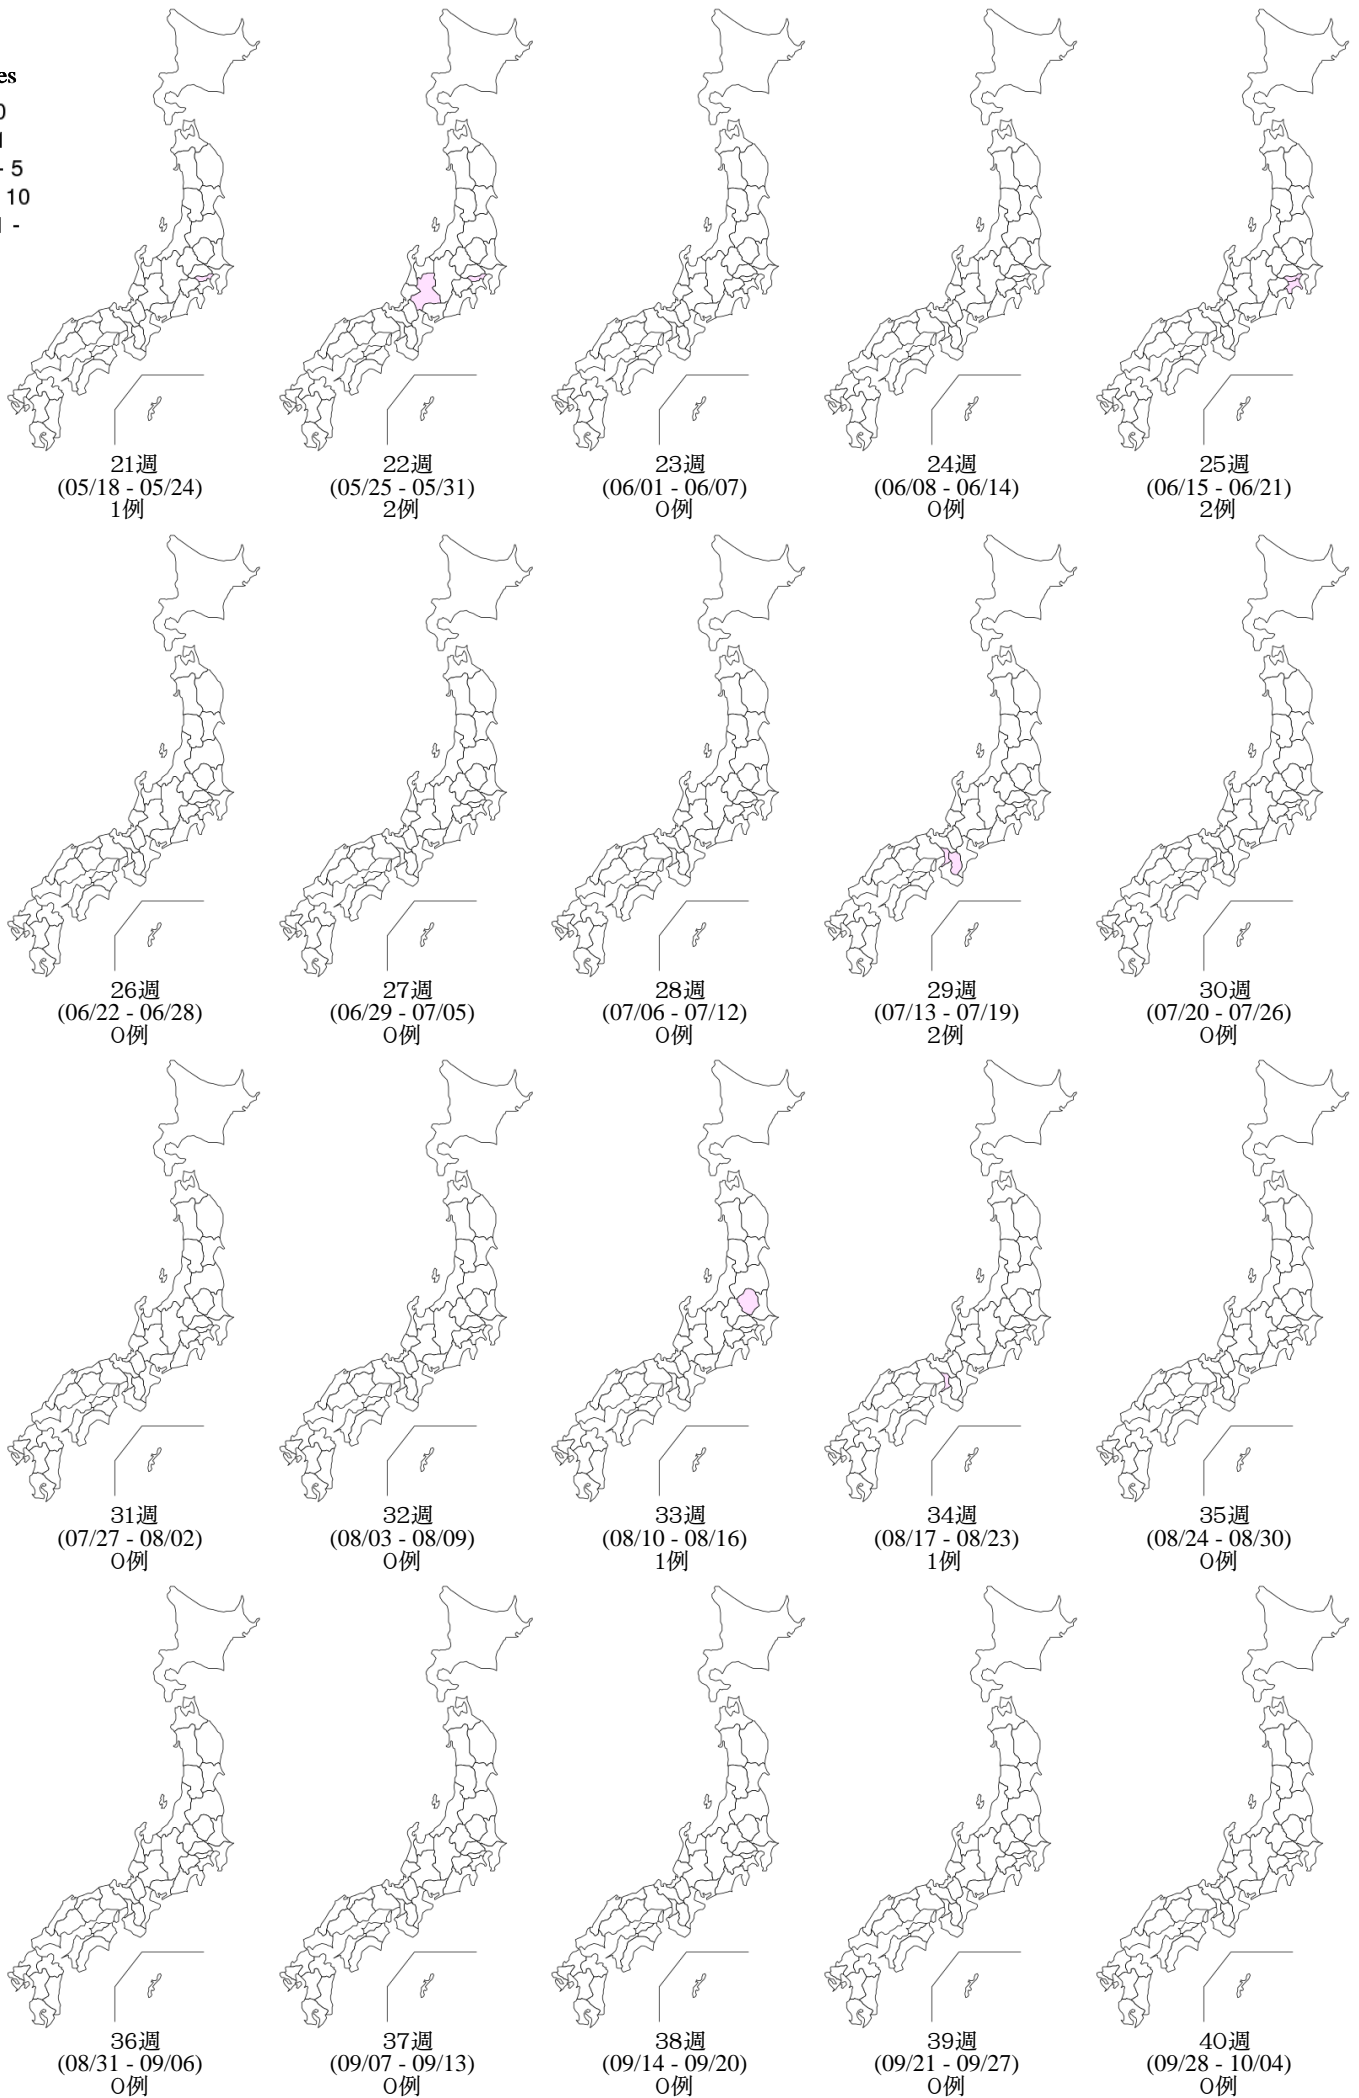 es
0
1
- 5
10
1 -
21週
(05/18 - 05/24)
1例
22週
(05/25 - 05/31)
2例
23週
(06/01 - 06/07)
0例
24週
(06/08 - 06/14)
0例
25週
(06/15 - 06/21)
2例
26週
(06/22 - 06/28)
0例
27週
(06/29 - 07/05)
0例
28週
(07/06 - 07/12)
0例
29週
(07/13 - 07/19)
2例
30週
(07/20 - 07/26)
0例
31週
(07/27 - 08/02)
0例
32週
(08/03 - 08/09)
0例
33週
(08/10 - 08/16)
1例
34週
(08/17 - 08/23)
1例
35週
(08/24 - 08/30)
0例
36週
(08/31 - 09/06)
0例
37週
(09/07 - 09/13)
0例
38週
(09/14 - 09/20)
0例
39週
(09/21 - 09/27)
0例
40週
(09/28 - 10/04)
0例